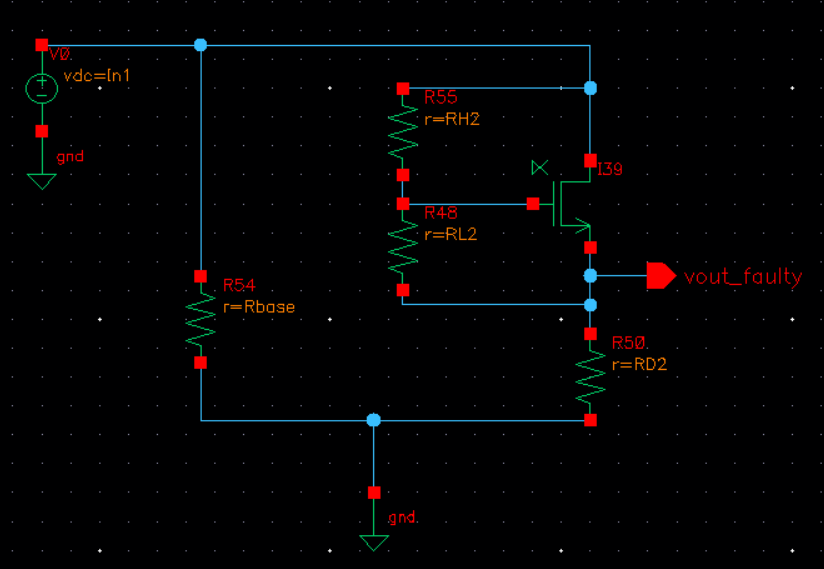 V0
vdc=In1
gnd
R55
r=RH2
I39
R48
r=RL2
vout_faulty
R54
r=Rbase
R50
r=RD2
gnd